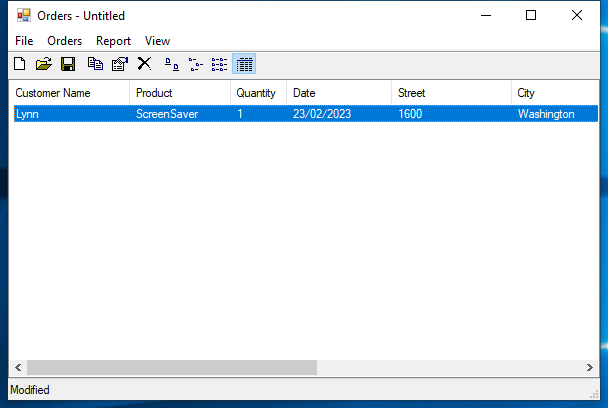 Orders - Untitled
File Orders Report View
Customer Name Product Quantity Date Street City
Lynn ScreenSaver 1 23/02/2023 1600 Washington
Modified